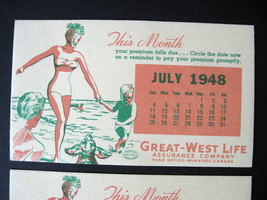 This Month
your premium falls due . . . Circle the date now
as a reminder to pay your premium promptly.
JULY 1948
Sun. Mon. Tue. Wed. Thu. Fri. Sat.
1 2 3
4 5 6 7 8 9 10
11 12 13 14 15 16 17
18 19 20 21 22 23 24
25 26 27 28 29 30 31
GREAT-WEST LIFE
ASSURANCE COMPANY
HEAD OFFICE-WINNIPEG, CANADA
This Month